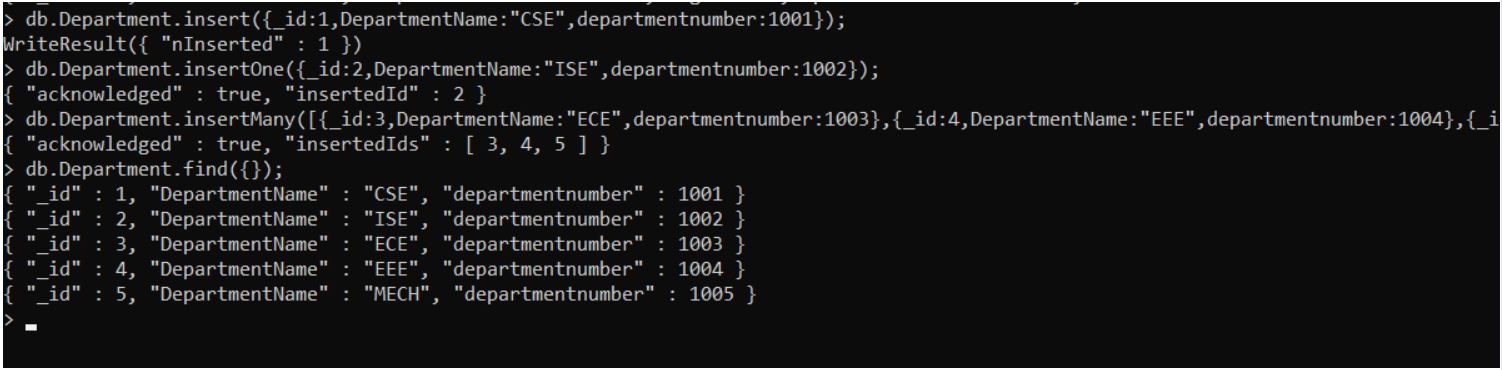 > db.Department.insert({_id:1,DepartmentName:"CSE",departmentnumber:1001});
WriteResult({ "nInserted" : 1 })
> db.Department.insertOne({_id:2,DepartmentName:"ISE",departmentnumber:1002});
{ "acknowledged" : true, "insertedId" : 2 }
> db.Department.insertMany([{_id:3,DepartmentName:"ECE",departmentnumber:1003},{_id:4,DepartmentName:"EEE",departmentnumber:1004},{_i
{ "acknowledged" : true, "insertedIds" : [ 3, 4, 5 ] }
> db.Department.find({});
{ "_id" : 1, "DepartmentName" : "CSE", "departmentnumber" : 1001 }
{ "_id" : 2, "DepartmentName" : "ISE", "departmentnumber" : 1002 }
{ "_id" : 3, "DepartmentName" : "ECE", "departmentnumber" : 1003 }
{ "_id" : 4, "DepartmentName" : "EEE", "departmentnumber" : 1004 }
{ "_id" : 5, "DepartmentName" : "MECH", "departmentnumber" : 1005 }
>